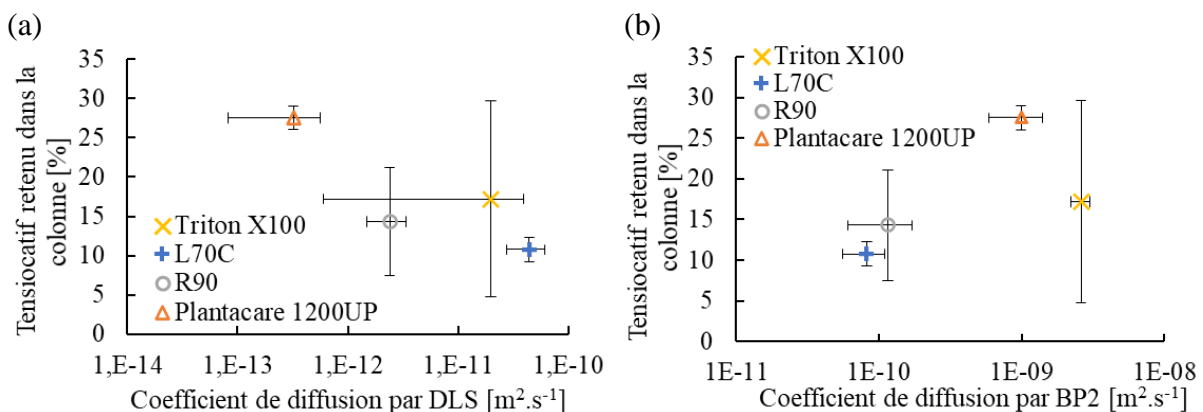 (a)
Tensiocatif retenu dans la
colonne [%]
35
30
25
20
15
10
5
0
Triton X100
L70C
R90
Plantacare 1200UP
1,E-14
1,E-13
1,E-12
1,E-11
1,E-10
Coefficient de diffusion par DLS [m².s⁻¹]
(b)
Tensiocatif retenu dans la
colonne [%]
35
30
25
20
15
10
5
0
Triton X100
L70C
R90
Plantacare 1200UP
1E-11
1E-10
1E-09
1E-08
Coefficient de diffusion par BP2 [m².s⁻¹]